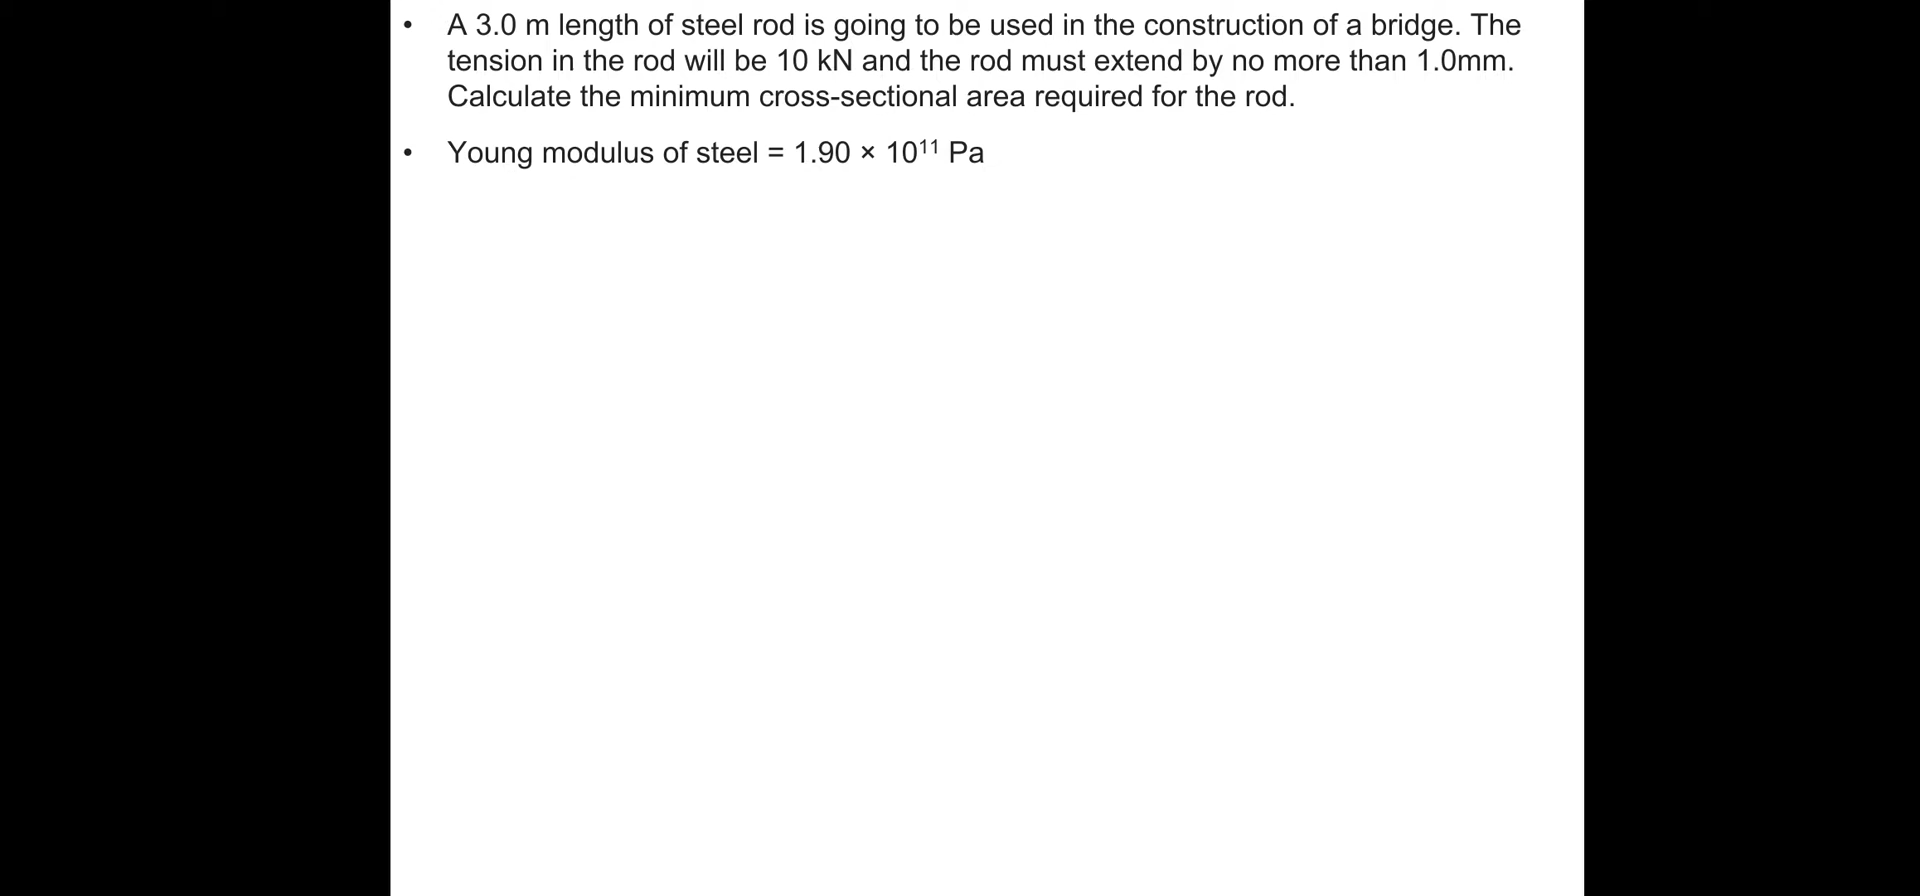 • A 3.0 m length of steel rod is going to be used in the construction of a bridge. The
tension in the rod will be 10 kN and the rod must extend by no more than 1.0mm.
Calculate the minimum cross-sectional area required for the rod.
• Young modulus of steel = 1.90 × 10¹¹ Pa